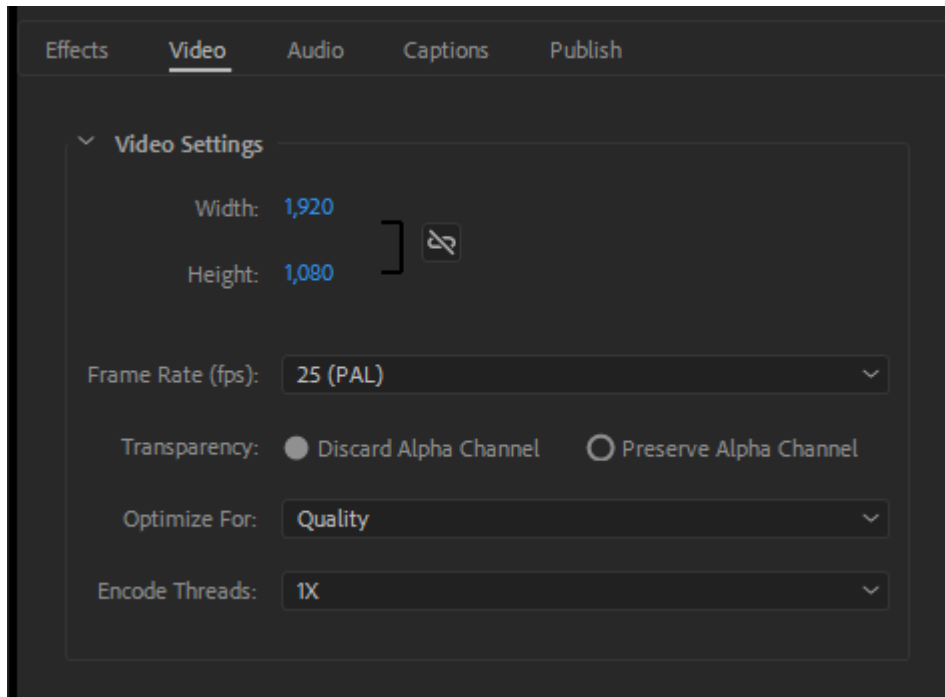 Effects Video Audio Captions Publish
Video Settings
Width: 1,920
Height: 1,080
Frame Rate (fps): 25 (PAL)
Transparency: Discard Alpha Channel Preserve Alpha Channel
Optimize For: Quality
Encode Threads: 1X